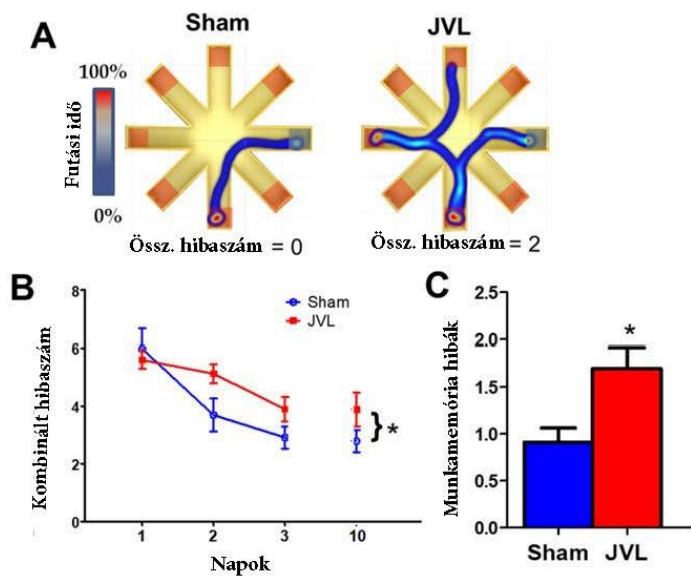 A
Sham
JVL
100%
Futási idő
0%
Össz. hibaszám = 0
Össz. hibaszám = 2
B
Kombinált hibaszám
8
6
4
2
0
Sham
JVL
*
1 2 3 10
Napok
C
Munkamemória hibák
2.5
2.0
1.5
1.0
0.5
0.0
*
Sham JVL